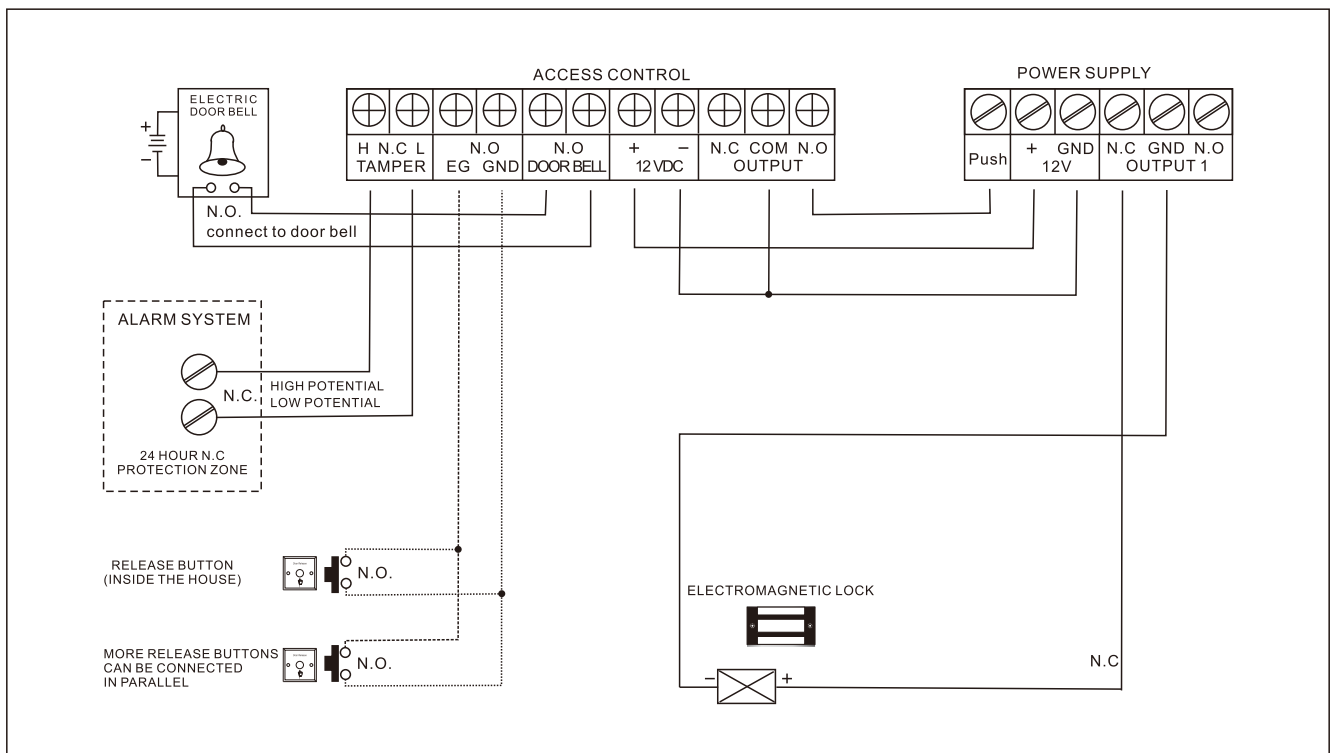 ACCESS CONTROL
POWER SUPPLY
ELECTRIC
DOOR BELL
+
−
H N.C L
TAMPER
N.O
EG GND
N.O
DOOR BELL
+ −
12 VDC
N.C COM N.O
OUTPUT
Push
+ GND
12V
N.C GND N.O
OUTPUT 1
N.O.
connect to door bell
ALARM SYSTEM
N.C.
HIGH POTENTIAL
LOW POTENTIAL
24 HOUR N.C
PROTECTION ZONE
RELEASE BUTTON
(INSIDE THE HOUSE)
N.O.
MORE RELEASE BUTTONS
CAN BE CONNECTED
IN PARALLEL
N.O.
ELECTROMAGNETIC LOCK
N.C
− +